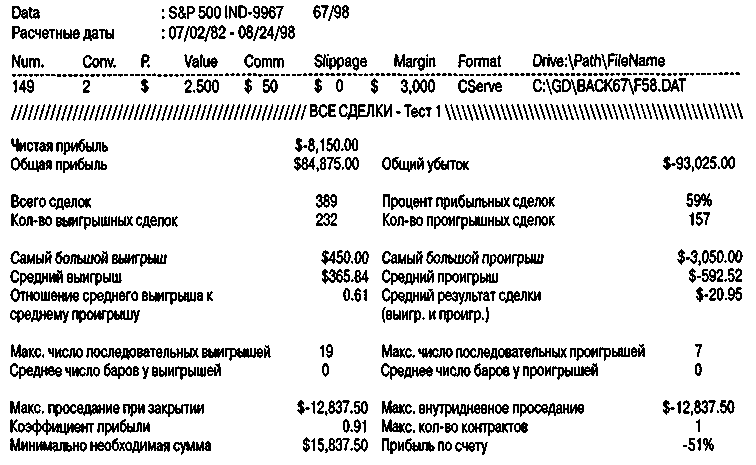 Data : S&P 500 IND-9967 67/98
Расчетные даты : 07/02/82 - 08/24/98
Num. Conv. P. Value Comm Slippage Margin Format Drive:\Path\FileName
149 2 $ 2.500 $ 50 $ 0 $ 3,000 CServe C:\GD\BACK67\F58.DAT
//////////////////////////////////////////////// ВСЕ СДЕЛКИ - Тест 1 \\\\\\\\\\\\\\\\\\\\\\\\\\\\\\\\\\\\\\\\\\\\\\\\
Чистая прибыль $-8,150.00
Общая прибыль $84,875.00 Общий убыток $-93,025.00
Всего сделок 389 Процент прибыльных сделок 59%
Кол-во выигрышных сделок 232 Кол-во проигрышных сделок 157
Самый большой выигрыш $450.00 Самый большой проигрыш $-3,050.00
Средний выигрыш $365.84 Средний проигрыш $-592.52
Отношение среднего выигрыша к 0.61 Средний результат сделки $-20.95
среднему проигрышу (выигр. и проигр.)
Макс. число последовательных выигрышей 19 Макс. число последовательных проигрышей 7
Среднее число баров у выигрышей 0 Среднее число баров у проигрышей 0
Макс. проседание при закрытии $-12,837.50 Макс. внутридневное проседание $-12,837.50
Коэффициент прибыли 0.91 Макс. кол-во контрактов 1
Минимально необходимая сумма $15,837.50 Прибыль по счету -51%